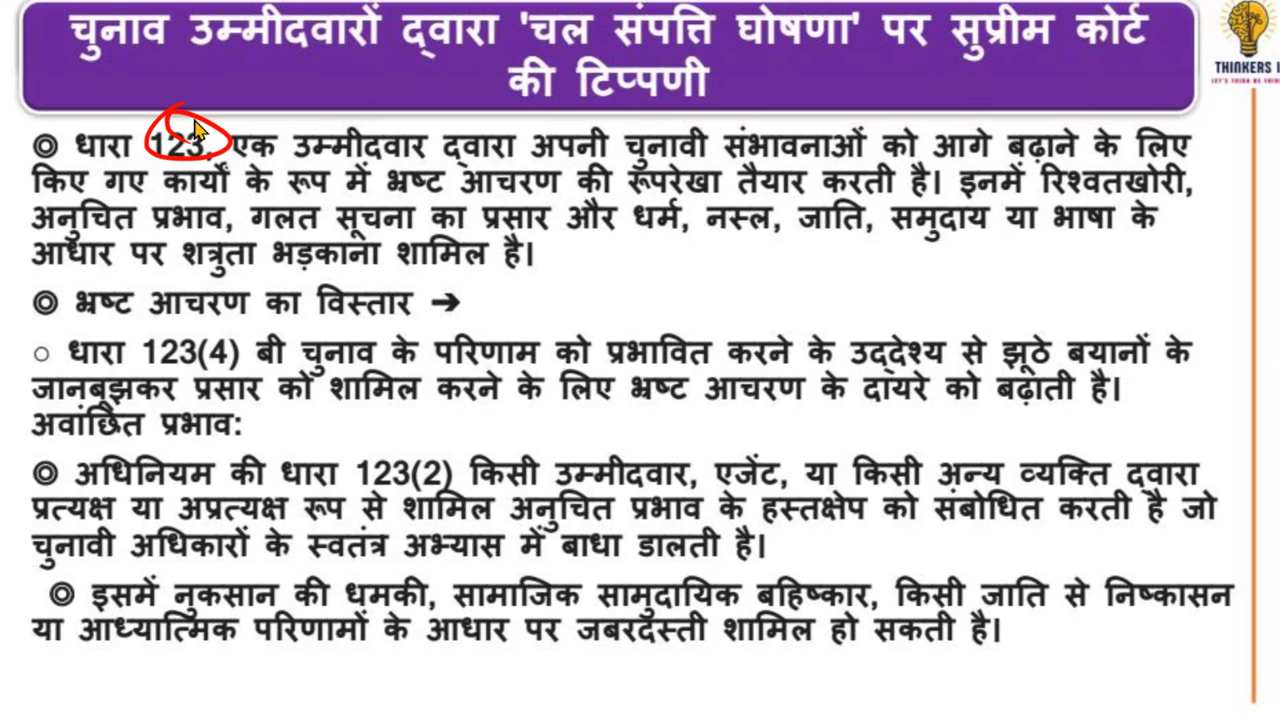 चुनाव उम्मीदवारों द्वारा 'चल संपत्ति घोषणा' पर सुप्रीम कोर्ट
की टिप्पणी
THINKERS I
◎ धारा 123, एक उम्मीदवार द्वारा अपनी चुनावी संभावनाओं को आगे बढ़ाने के लिए
किए गए कार्यों के रूप में भ्रष्ट आचरण की रूपरेखा तैयार करती है। इनमें रिश्वतखोरी,
अनुचित प्रभाव, गलत सूचना का प्रसार और धर्म, नस्ल, जाति, समुदाय या भाषा के
आधार पर शत्रुता भड़काना शामिल है।
◎ भ्रष्ट आचरण का विस्तार ➔
○ धारा 123(4) बी चुनाव के परिणाम को प्रभावित करने के उद्देश्य से झूठे बयानों के
जानबूझकर प्रसार को शामिल करने के लिए भ्रष्ट आचरण के दायरे को बढ़ाती है।
अवांछित प्रभाव:
◎ अधिनियम की धारा 123(2) किसी उम्मीदवार, एजेंट, या किसी अन्य व्यक्ति द्वारा
प्रत्यक्ष या अप्रत्यक्ष रूप से शामिल अनुचित प्रभाव के हस्तक्षेप को संबोधित करती है जो
चुनावी अधिकारों के स्वतंत्र अभ्यास में बाधा डालती है।
◎ इसमें नुकसान की धमकी, सामाजिक सामुदायिक बहिष्कार, किसी जाति से निष्कासन
या आध्यात्मिक परिणामों के आधार पर जबरदस्ती शामिल हो सकती है।